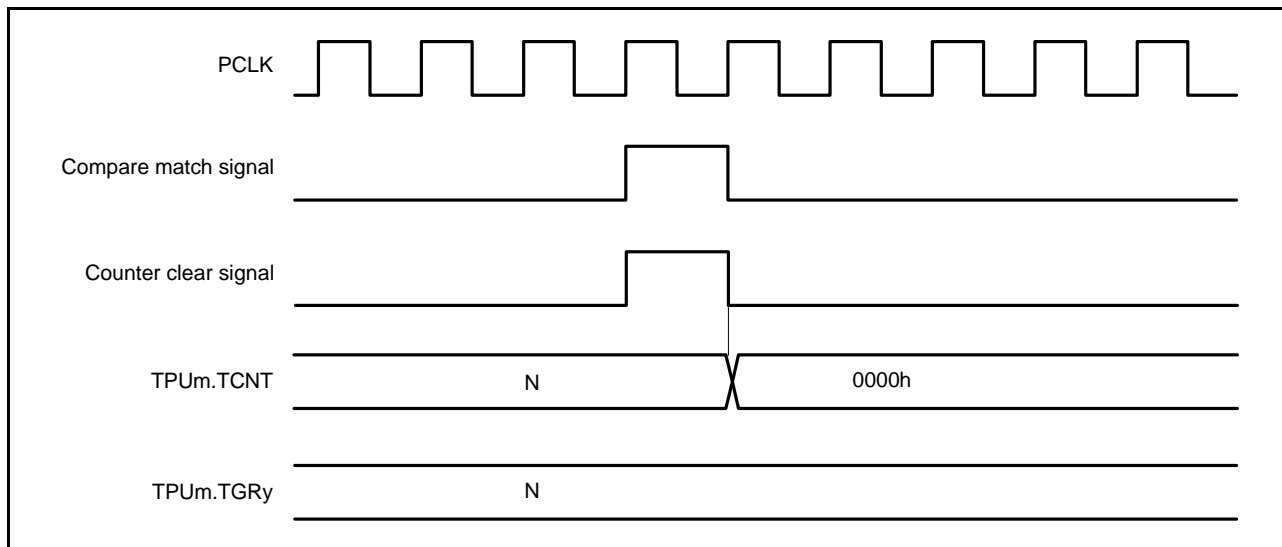 PCLK
Compare match signal
Counter clear signal
TPUm.TCNT
N
0000h
TPUm.TGRy
N